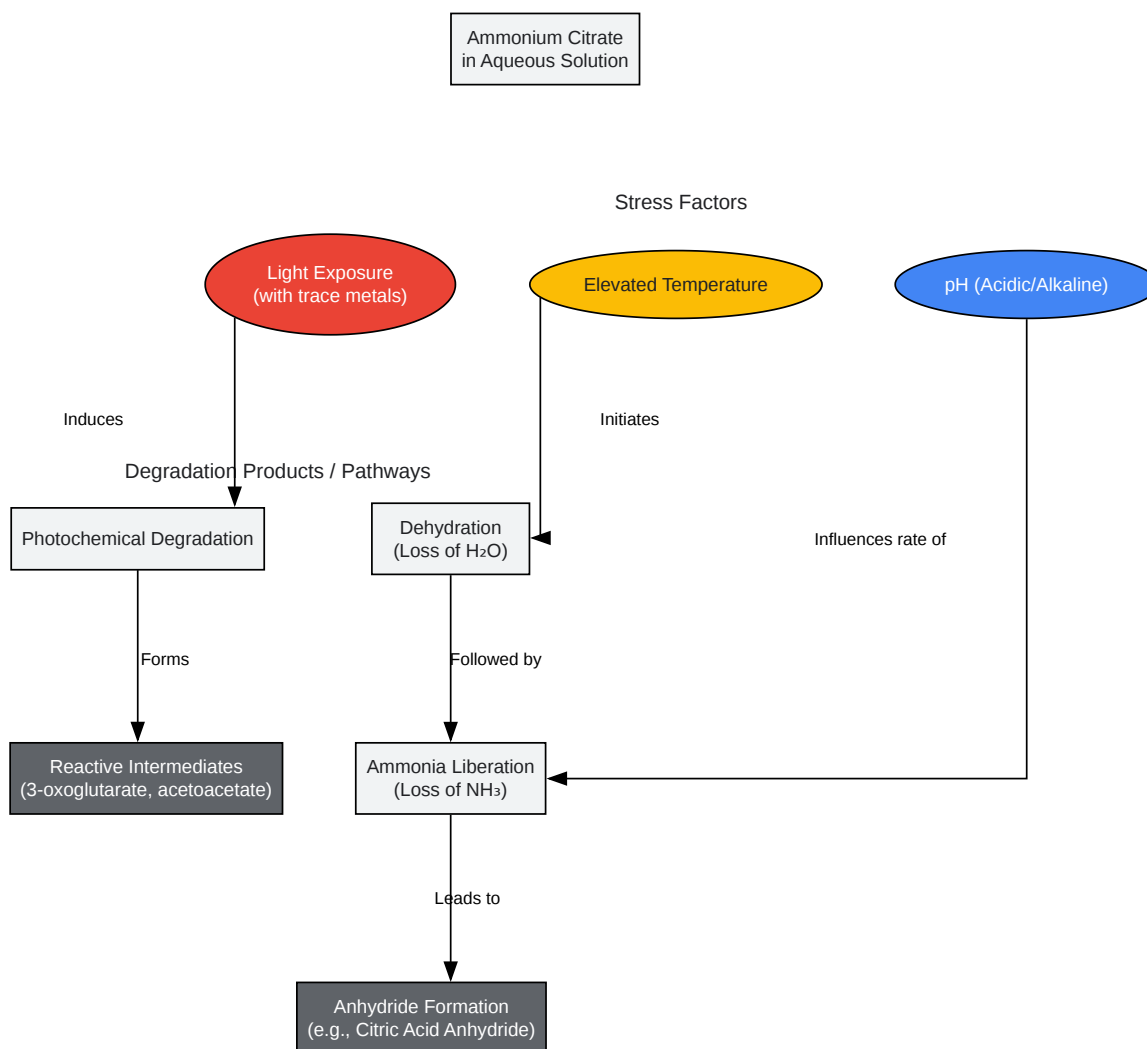 Ammonium Citrate
in Aqueous Solution
Stress Factors
Light Exposure
(with trace metals)
Elevated Temperature
pH (Acidic/Alkaline)
Induces
Initiates
Degradation Products / Pathways
Photochemical Degradation
Dehydration
(Loss of H₂O)
Influences rate of
Forms
Followed by
Reactive Intermediates
(3-oxoglutarate, acetoacetate)
Ammonia Liberation
(Loss of NH₃)
Leads to
Anhydride Formation
(e.g., Citric Acid Anhydride)